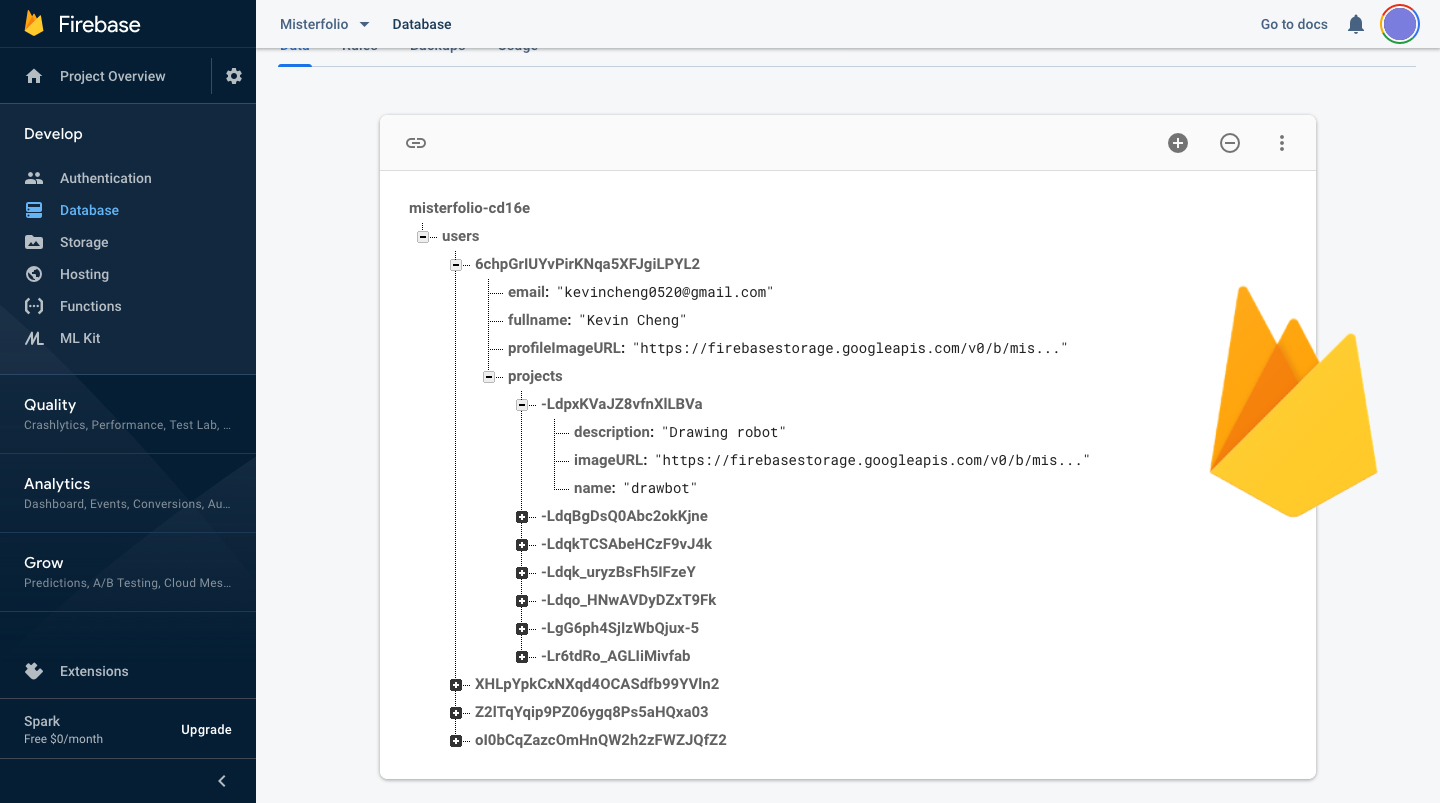 Firebase
Misterfolio
Database
Go to docs
Data Rules Backups Usage
Project Overview
Develop
Authentication
Database
Storage
Hosting
Functions
ML Kit
Quality
Crashlytics, Performance, Test Lab, ...
Analytics
Dashboard, Events, Conversions, Au...
Grow
Predictions, A/B Testing, Cloud Mes...
Extensions
Spark
Free $0/month
Upgrade
misterfolio-cd16e
users
6chpGrIUYvPirKNqa5XFJgiLPYL2
email: "kevincheng0520@gmail.com"
fullname: "Kevin Cheng"
profileImageURL: "https://firebasestorage.googleapis.com/v0/b/mis..."
projects
-LdpxKVaJZ8vfnXlLBVa
description: "Drawing robot"
imageURL: "https://firebasestorage.googleapis.com/v0/b/mis..."
name: "drawbot"
-LdqBgDsQ0Abc2okKjne
-LdqkTCSAbeHCzF9vJ4k
-Ldqk_uryzBsFh5IFzeY
-Ldqo_HNwAVDyDZxT9Fk
-LgG6ph4SjIzWbQjux-5
-Lr6tdRo_AGLIiMivfab
XHLpYpkCxNXqd4OCASdfb99YVln2
Z2lTqYqip9PZ06ygq8Ps5aHQxa03
oI0bCqZazcOmHnQW2h2zFWZJQfZ2